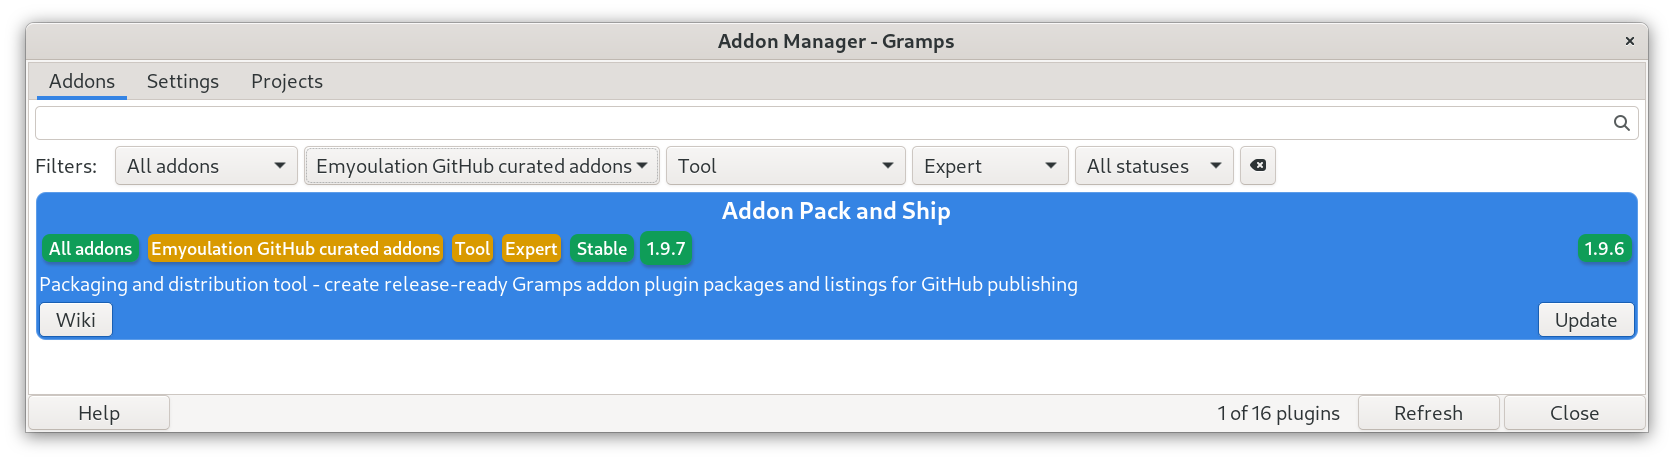 Addon Manager - Gramps
Addons Settings Projects
Filters: All addons Emyoulation GitHub curated addons Tool Expert All statuses
Addon Pack and Ship
All addons Emyoulation GitHub curated addons Tool Expert Stable 1.9.7 1.9.6
Packaging and distribution tool - create release-ready Gramps addon plugin packages and listings for GitHub publishing
Wiki Update
Help 1 of 16 plugins Refresh Close